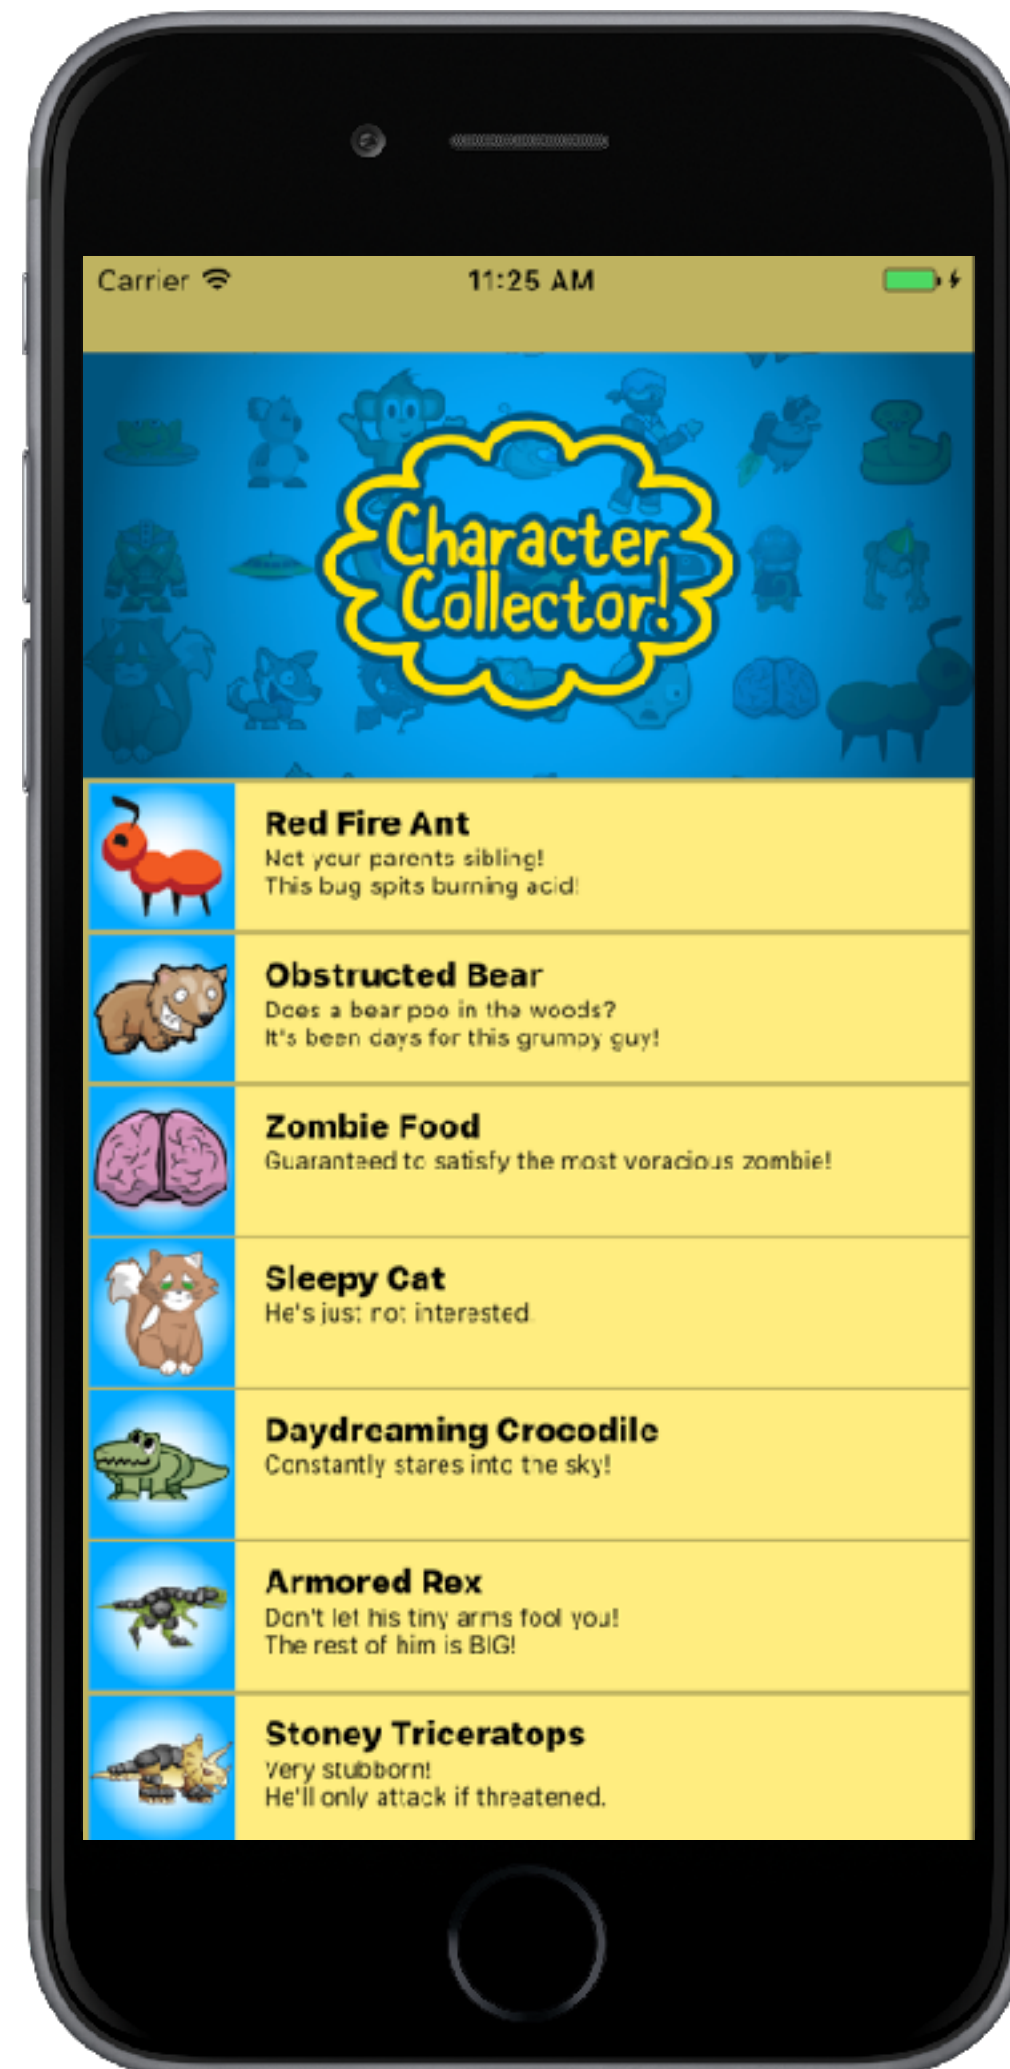 Carrier
11:25 AM
Character
Collector!
Red Fire Ant
Not your parents sibling!
This bug spits burning acid!
Obstructed Bear
Does a bear poo in the woods?
It's been days for this grumpy guy!
Zombie Food
Guaranteed to satisfy the most voracious zombie!
Sleepy Cat
He's just not interested.
Daydreaming Crocodile
Constantly stares into the sky!
Armored Rex
Don't let his tiny arms fool you!
The rest of him is BIG!
Stoney Triceratops
Very stubborn!
He'll only attack if threatened.